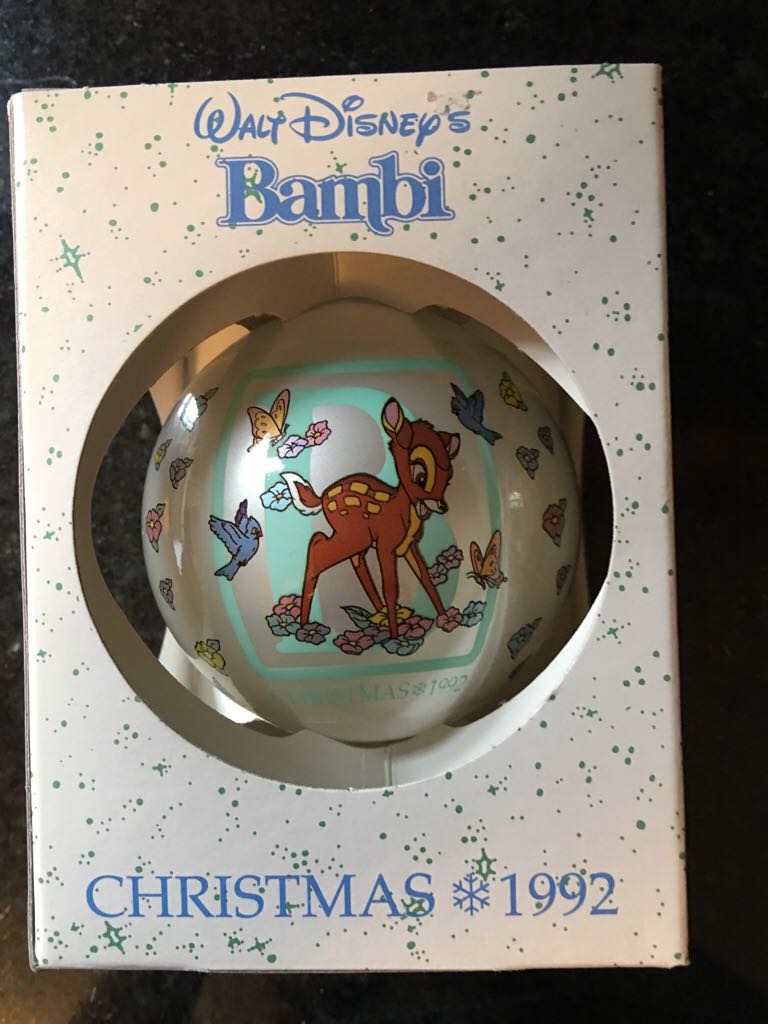 WALT DISNEY'S
Bambi
B
CHRISTMAS ❄ 1992
CHRISTMAS ❄ 1992